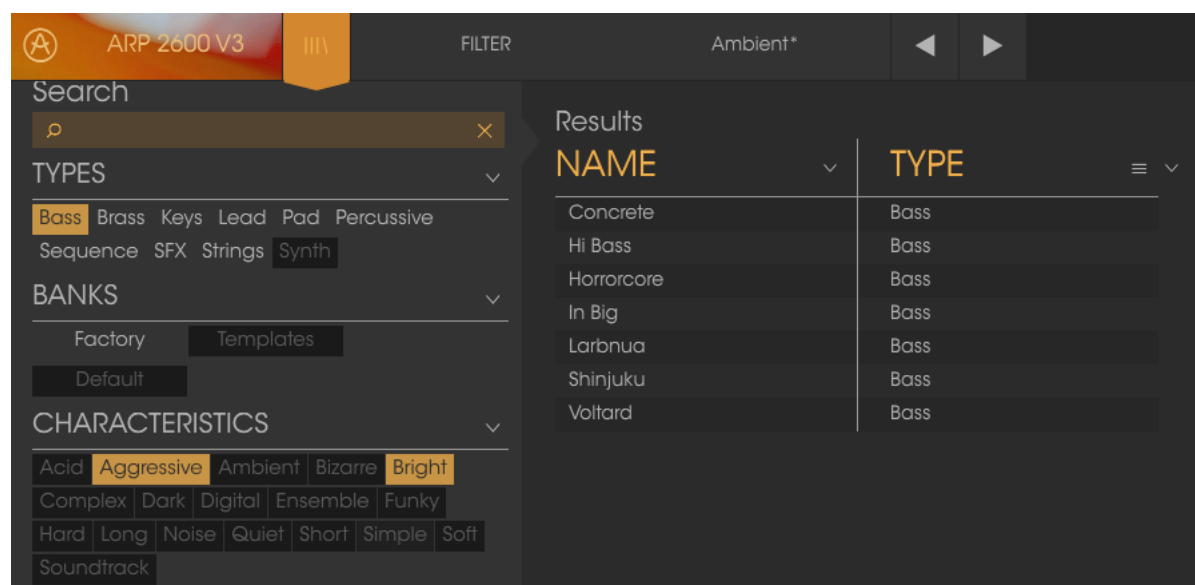 ARP 2600 V3 FILTER Ambient*
Search
TYPES
Bass Brass Keys Lead Pad Percussive
Sequence SFX Strings Synth
BANKS
Factory Templates
Default
CHARACTERISTICS
Acid Aggressive Ambient Bizarre Bright
Complex Dark Digital Ensemble Funky
Hard Long Noise Quiet Short Simple Soft
Soundtrack
Results
NAME TYPE
Concrete Bass
Hi Bass Bass
Horrorcore Bass
In Big Bass
Larbnua Bass
Shinjuku Bass
Voltard Bass